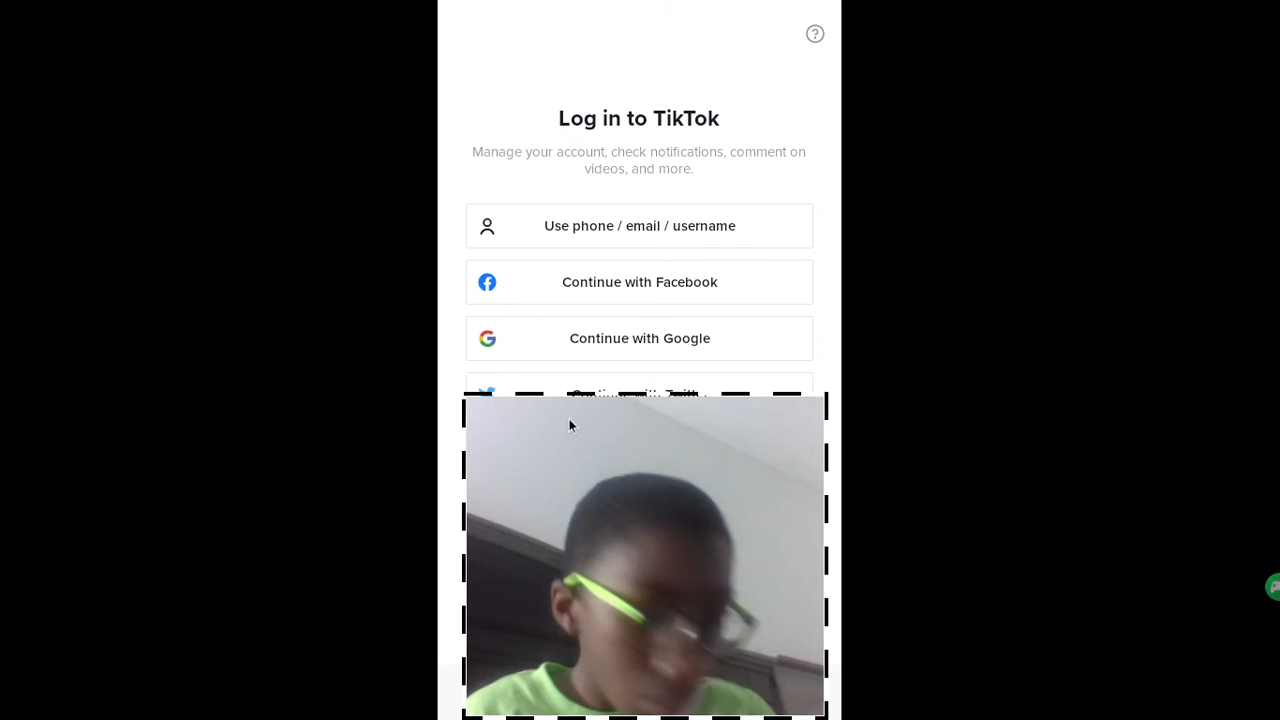 Log in to TikTok
Manage your account, check notifications, comment on
videos, and more.
Use phone / email / username
Continue with Facebook
Continue with Google